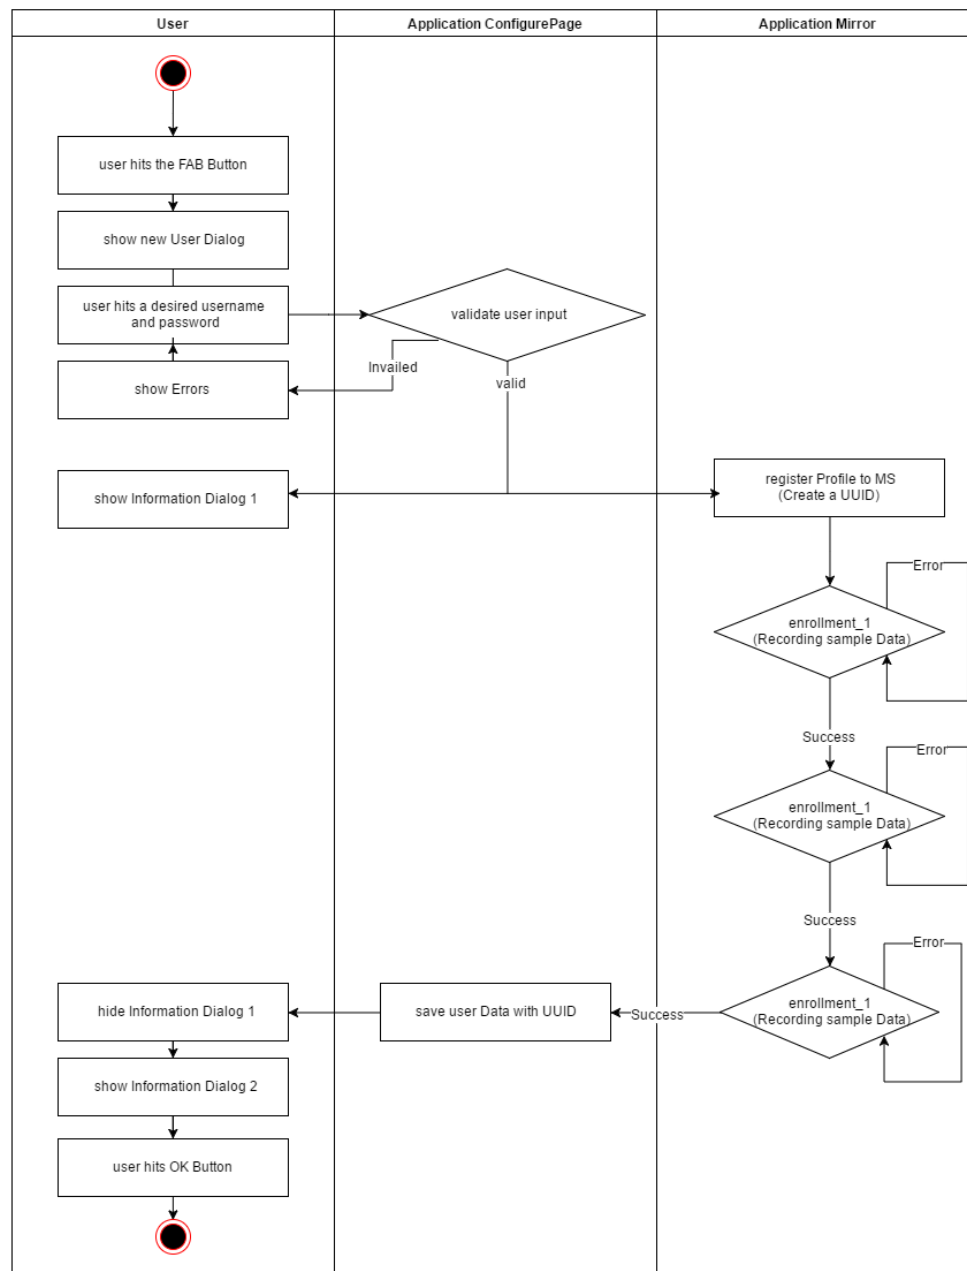 User
Application ConfigurePage
Application Mirror
user hits the FAB Button
show new User Dialog
user hits a desired username
and password
validate user input
Invailed
valid
show Errors
show Information Dialog 1
register Profile to MS
(Create a UUID)
Error
enrollment_1
(Recording sample Data)
Success
Error
enrollment_1
(Recording sample Data)
Success
Error
enrollment_1
(Recording sample Data)
Success
save user Data with UUID
hide Information Dialog 1
show Information Dialog 2
user hits OK Button